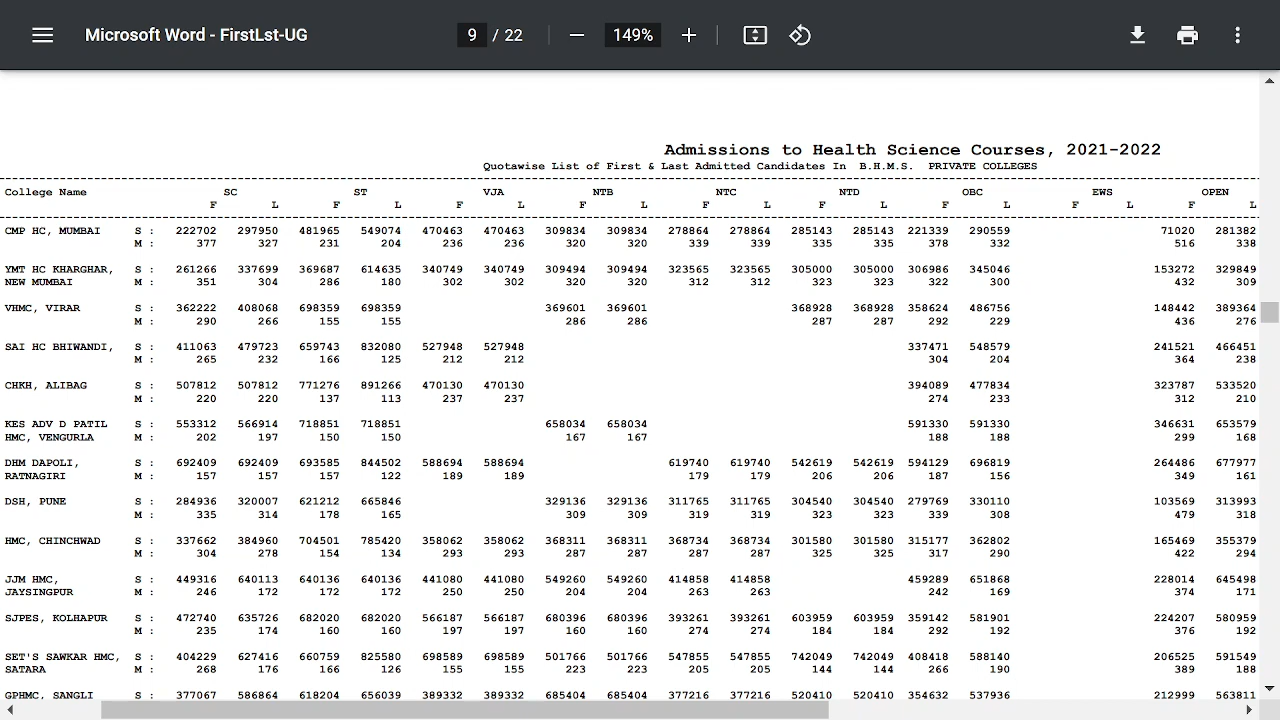 Microsoft Word - FirstLst-UG 9 / 22 149%
Admissions to Health Science Courses, 2021-2022
Quotawise List of First & Last Admitted Candidates In B.H.M.S. PRIVATE COLLEGES
College Name SC ST VJA NTB NTC NTD OBC EWS OPEN
F L F L F L F L F L F L F L F L F L
CMP HC, MUMBAI S : 222702 297950 481965 549074 470463 470463 309834 309834 278864 278864 285143 285143 221339 290559 71020 281382
M : 377 327 231 204 236 236 320 320 339 339 335 335 378 332 516 338
YMT HC KHARGHAR, S : 261266 337699 369687 614635 340749 340749 309494 309494 323565 323565 305000 305000 306986 345046 153272 329849
NEW MUMBAI M : 351 304 286 180 302 302 320 320 312 312 323 323 322 300 432 309
VHMC, VIRAR S : 362222 408068 698359 698359 369601 369601 368928 368928 358624 486756 148442 389364
M : 290 266 155 155 286 286 287 287 292 229 436 276
SAI HC BHIWANDI, S : 411063 479723 659743 832080 527948 527948 337471 548579 241521 466451
M : 265 232 166 125 212 212 304 204 364 238
CHKH, ALIBAG S : 507812 507812 771276 891266 470130 470130 394089 477834 323787 533520
M : 220 220 137 113 237 237 274 233 312 210
KES ADV D PATIL S : 553312 566914 718851 718851 658034 658034 591330 591330 346631 653579
HMC, VENGURLA M : 202 197 150 150 167 167 188 188 299 168
DHM DAPOLI, S : 692409 692409 693585 844502 588694 588694 619740 619740 542619 542619 594129 696819 264486 677977
RATNAGIRI M : 157 157 157 122 189 189 179 179 206 206 187 156 349 161
DSH, PUNE S : 284936 320007 621212 665846 329136 329136 311765 311765 304540 304540 279769 330110 103569 313993
M : 335 314 178 165 309 309 319 319 323 323 339 308 479 318
HMC, CHINCHWAD S : 337662 384960 704501 785420 358062 358062 368311 368311 368734 368734 301580 301580 315177 362802 165469 355379
M : 304 278 154 134 293 293 287 287 287 287 325 325 317 290 422 294
JJM HMC, S : 449316 640113 640136 640136 441080 441080 549260 549260 414858 414858 459289 651868 228014 645498
JAYSINGPUR M : 246 172 172 172 250 250 204 204 263 263 242 169 374 171
SJPES, KOLHAPUR S : 472740 635726 682020 682020 566187 566187 680396 680396 393261 393261 603959 603959 359142 581901 224207 580959
M : 235 174 160 160 197 197 160 160 274 274 184 184 292 192 376 192
SET'S SAWKAR HMC, S : 404229 627416 660759 825580 698589 698589 501766 501766 547855 547855 742049 742049 408418 588140 206525 591549
SATARA M : 268 176 166 126 155 155 223 223 205 205 144 144 266 190 389 188
GPHMC, SANGLI S : 377067 586864 618204 656039 389332 389332 685404 685404 377216 377216 520410 520410 354632 537936 212999 563811